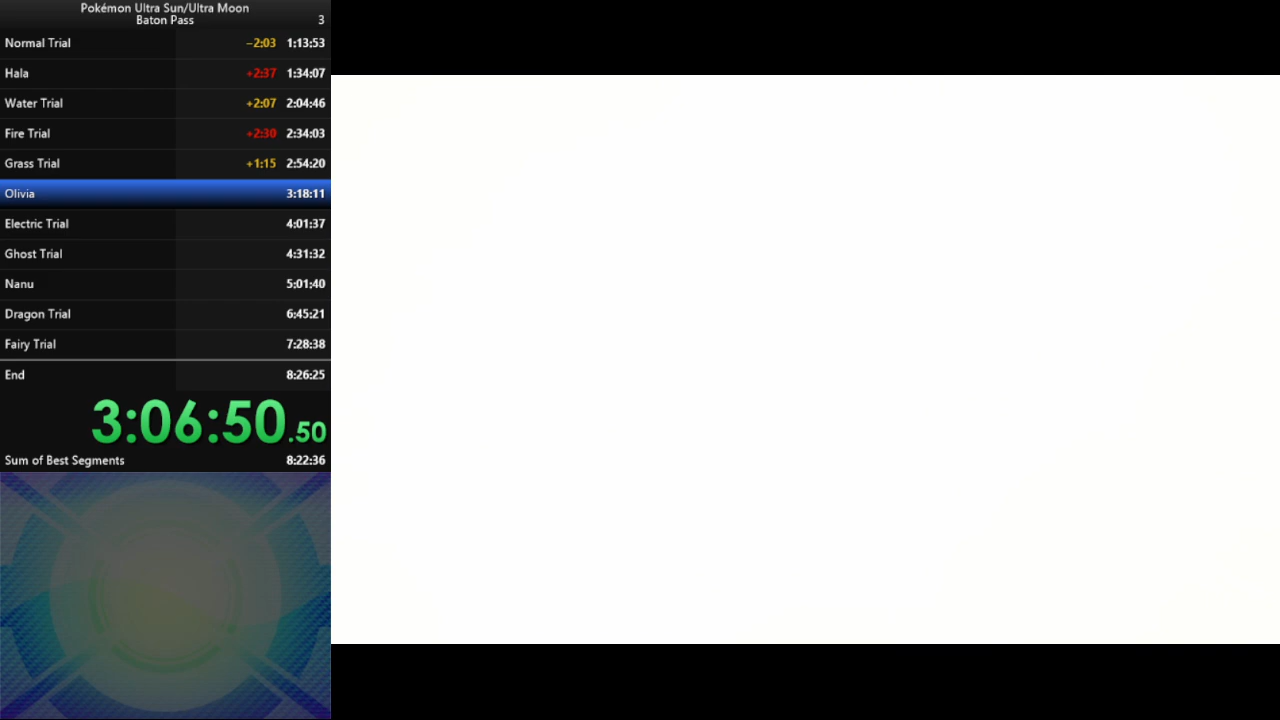 Pokémon Ultra Sun/Ultra Moon
Baton Pass 3
Normal Trial −2:03 1:13:53
Hala +2:37 1:34:07
Water Trial +2:07 2:04:46
Fire Trial +2:30 2:34:03
Grass Trial +1:15 2:54:20
Olivia 3:18:11
Electric Trial 4:01:37
Ghost Trial 4:31:32
Nanu 5:01:40
Dragon Trial 6:45:21
Fairy Trial 7:28:38
End 8:26:25
3:06:50.50
Sum of Best Segments 8:22:36